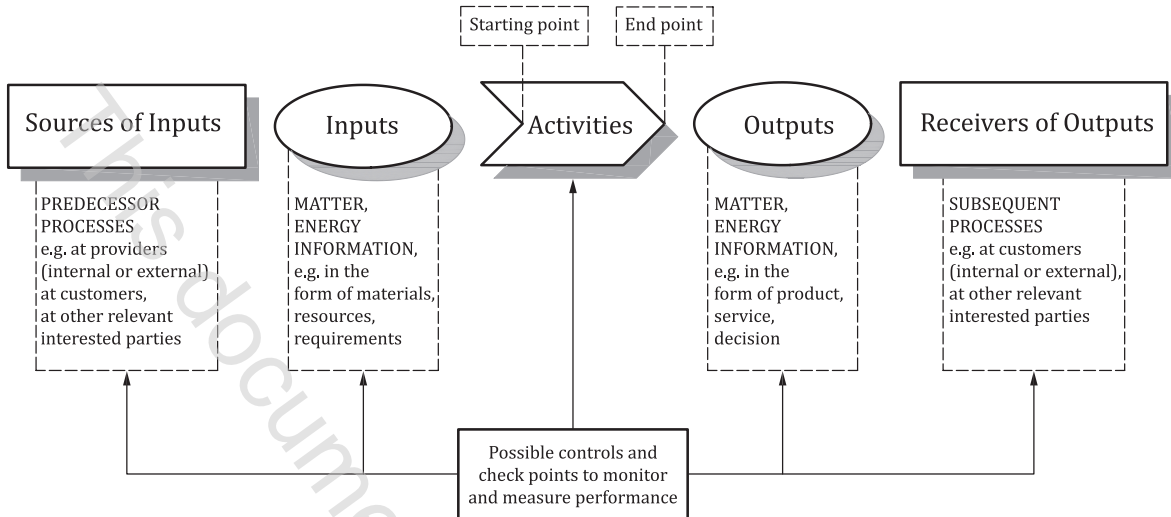 Starting point
End point
Sources of Inputs
Inputs
Activities
Outputs
Receivers of Outputs
PREDECESSOR
PROCESSES
e.g. at providers
(internal or external)
at customers,
at other relevant
interested parties
MATTER,
ENERGY
INFORMATION,
e.g. in the
form of materials,
resources,
requirements
MATTER,
ENERGY
INFORMATION,
e.g. in the
form of product,
service,
decision
SUBSEQUENT
PROCESSES
e.g. at customers
(internal or external),
at other relevant
interested parties
Possible controls and
check points to monitor
and measure performance
This docume